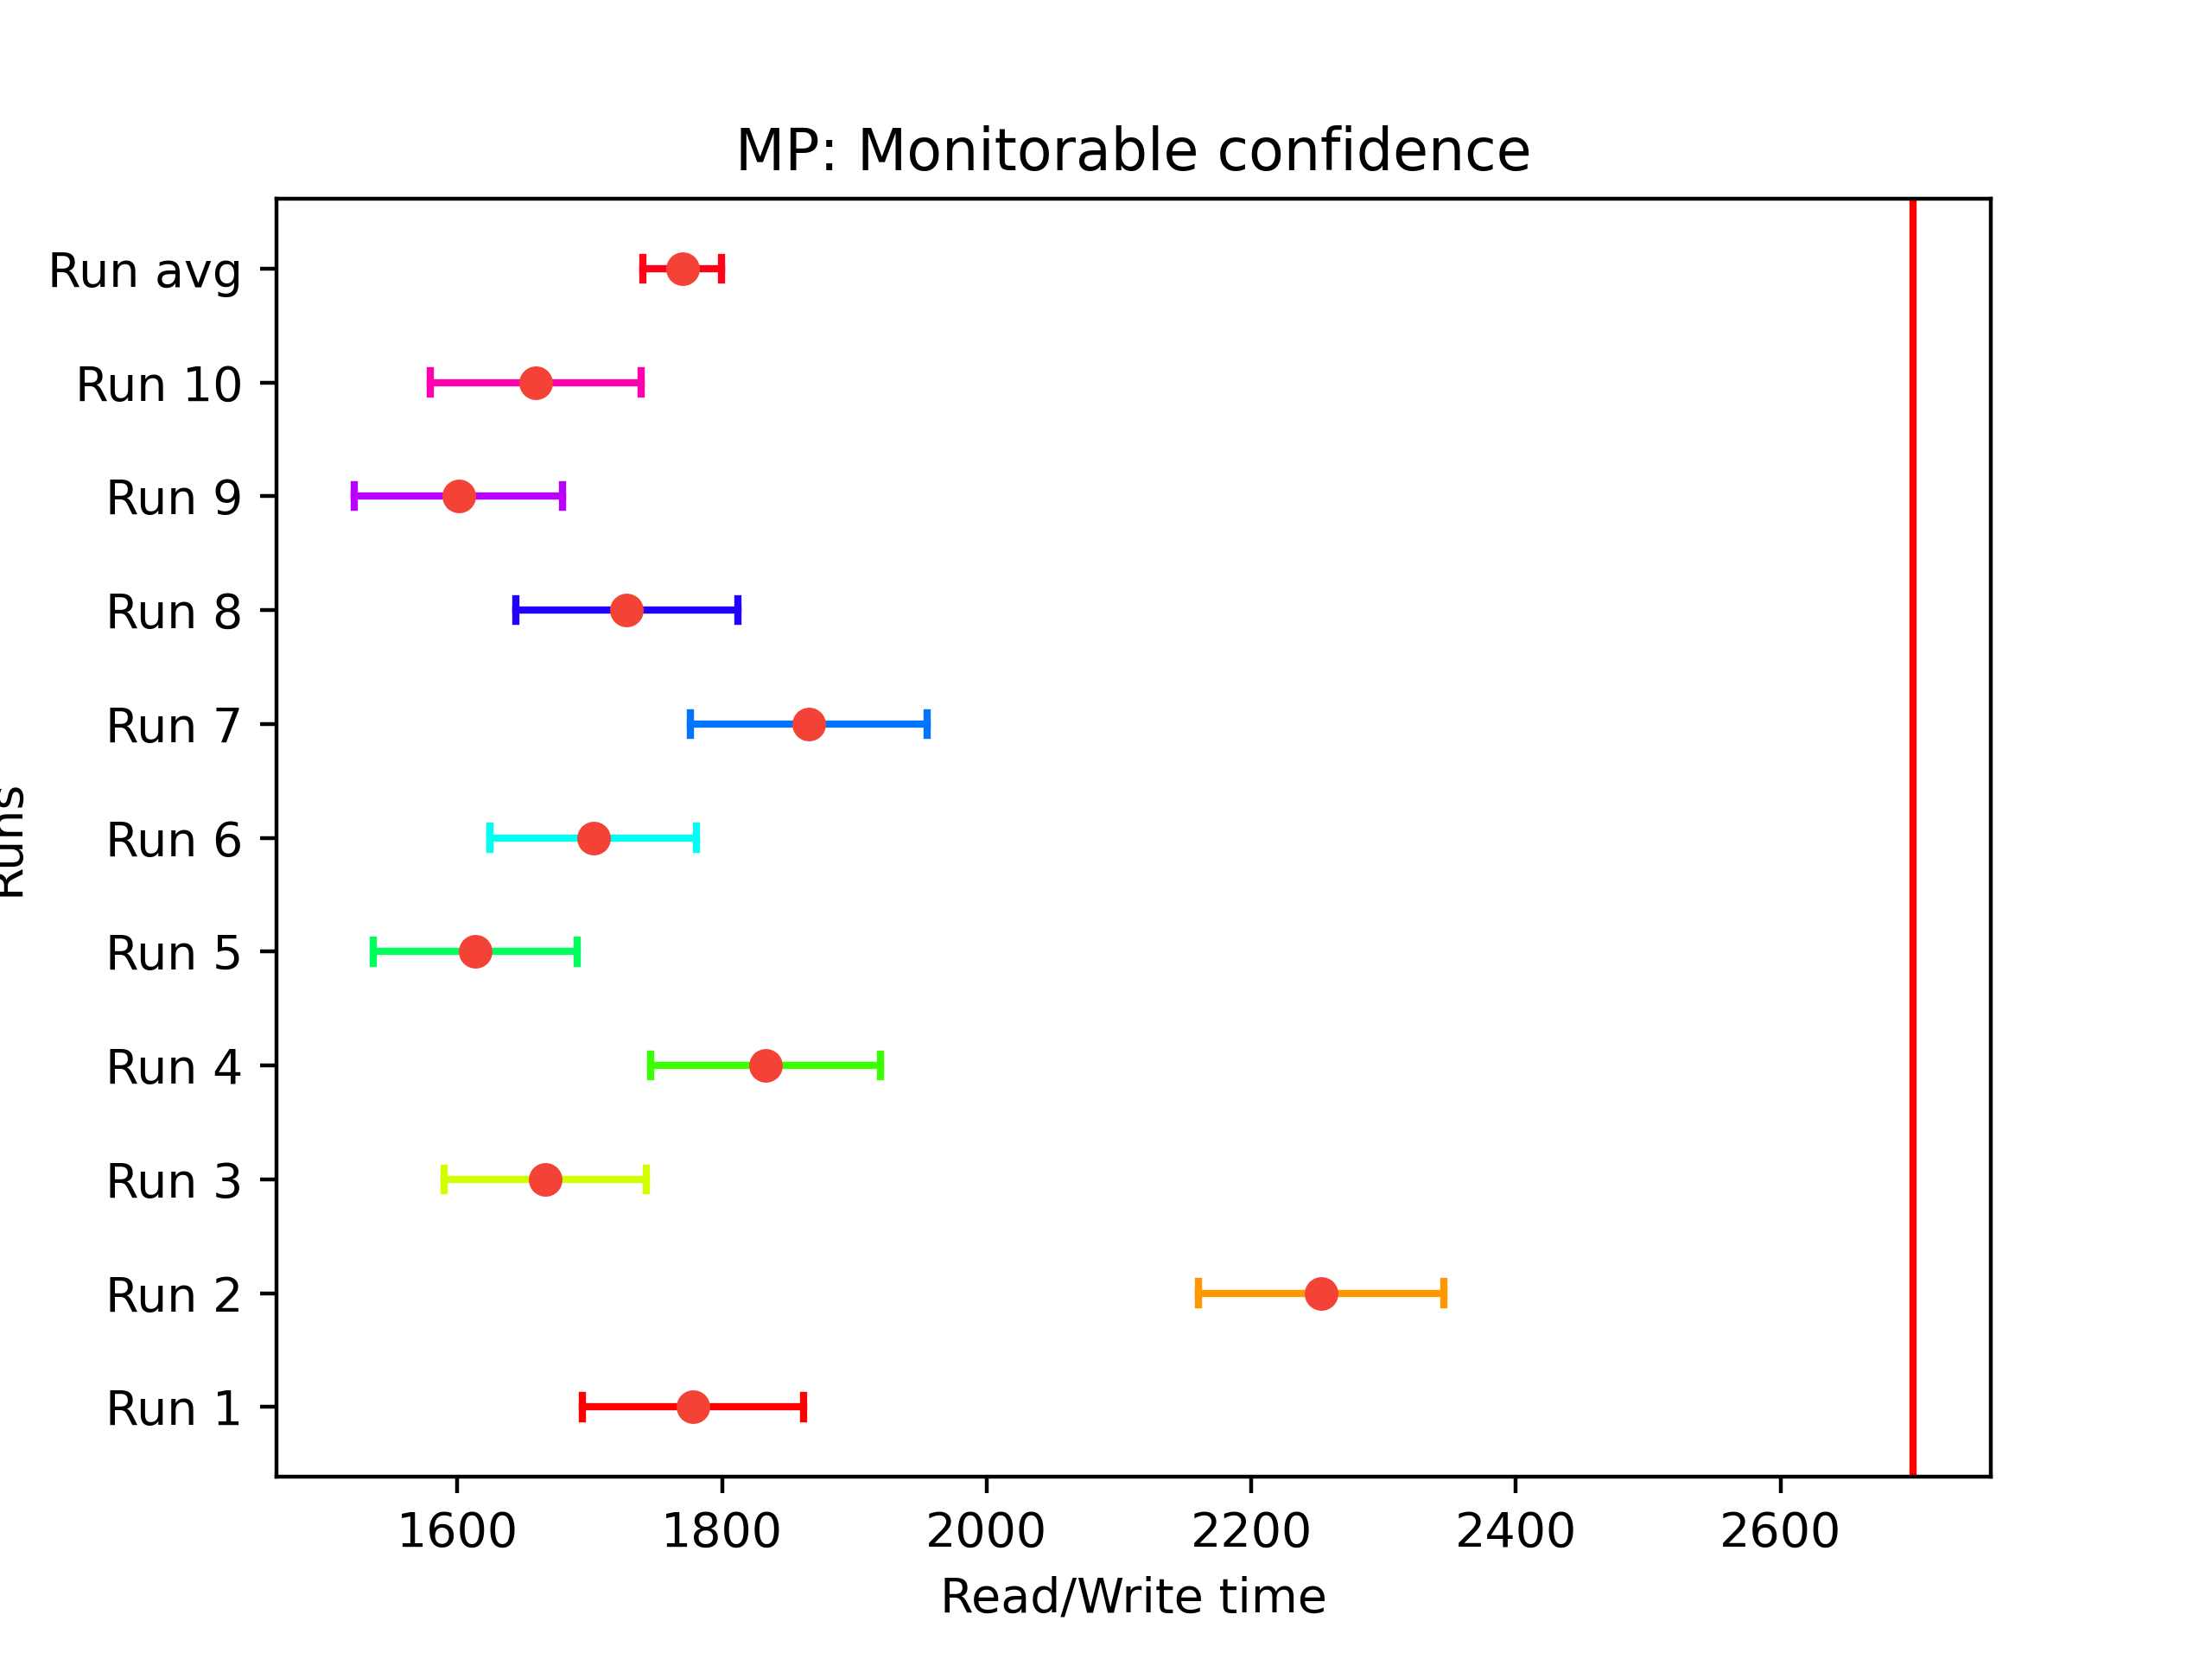 MP: Monitorable confidence
Run avg
Run 10
Run 9
Run 8
Run 7
Run 6
Run 5
Run 4
Run 3
Run 2
Run 1
Runs
1600 1800 2000 2200 2400 2600
Read/Write time